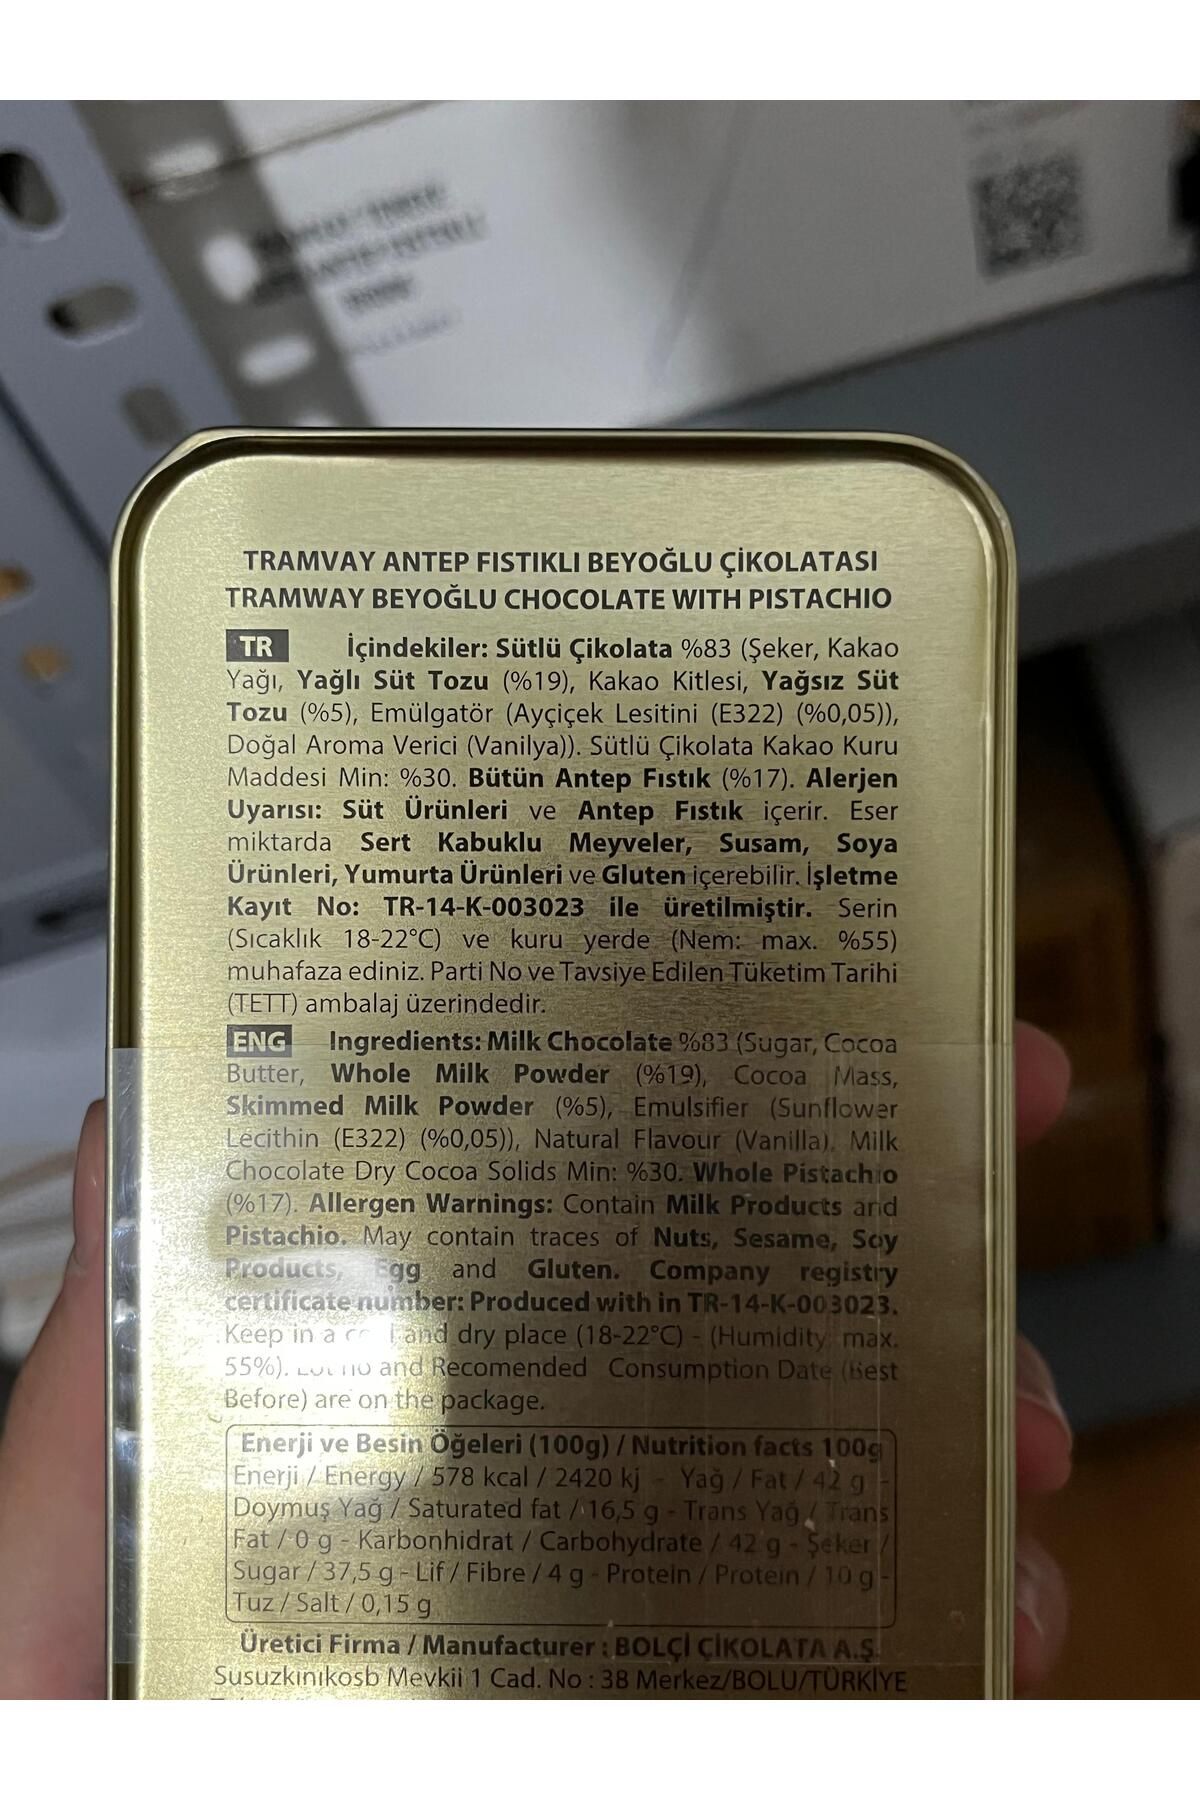 TRAMVAY ANTEP FISTIKLI BEYOĞLU ÇİKOLATASI
TRAMWAY BEYOĞLU CHOCOLATE WITH PISTACHIO
TR İçindekiler: Sütlü Çikolata %83 (Şeker, Kakao
Yağı, Yağlı Süt Tozu (%19), Kakao Kitlesi, Yağsız Süt
Tozu (%5), Emülgatör (Ayçiçek Lesitini (E322) (%0,05)),
Doğal Aroma Verici (Vanilya)). Sütlü Çikolata Kakao Kuru
Maddesi Min: %30. Bütün Antep Fıstık (%17). Alerjen
Uyarısı: Süt Ürünleri ve Antep Fıstık içerir. Eser
miktarda Sert Kabuklu Meyveler, Susam, Soya
Ürünleri, Yumurta Ürünleri ve Gluten içerebilir. İşletme
Kayıt No: TR-14-K-003023 ile üretilmiştir. Serin
(Sıcaklık 18-22°C) ve kuru yerde (Nem: max. %55)
muhafaza ediniz. Parti No ve Tavsiye Edilen Tüketim Tarihi
(TETT) ambalaj üzerindedir.
ENG Ingredients: Milk Chocolate %83 (Sugar, Cocoa
Butter, Whole Milk Powder (%19), Cocoa Mass,
Skimmed Milk Powder (%5), Emulsifier (Sunflower
Lecithin (E322) (%0,05)), Natural Flavour (Vanilla). Milk
Chocolate Dry Cocoa Solids Min: %30. Whole Pistachio
(%17). Allergen Warnings: Contain Milk Products and
Pistachio. May contain traces of Nuts, Sesame, Soy
Products, Egg and Gluten. Company registry
certificate number: Produced with in TR-14-K-003023.
Keep in a and dry place (18-22°C) - (Humidity: max.
55%). no and Recomended Consumption Date (Best
Before) are on the package.
Enerji ve Besin Öğeleri (100g) / Nutrition facts 100g
Enerji / Energy / 578 kcal / 2420 kj - Yağ / Fat / 42 g -
Doymuş Yağ / Saturated fat / 16,5 g - Trans Yağ / Trans
Fat / 0 g - Karbonhidrat / Carbohydrate / 42 g - Şeker /
Sugar / 37,5 g - Lif / Fibre / 4 g - Protein / Protein / 10 g -
Tuz / Salt / 0,15 g
Üretici Firma / Manufacturer : BOLÇİ ÇİKOLATA A.Ş.
Susuzkınıkosb Mevkii 1 Cad. No : 38 Merkez/BOLU/TÜRKİYE